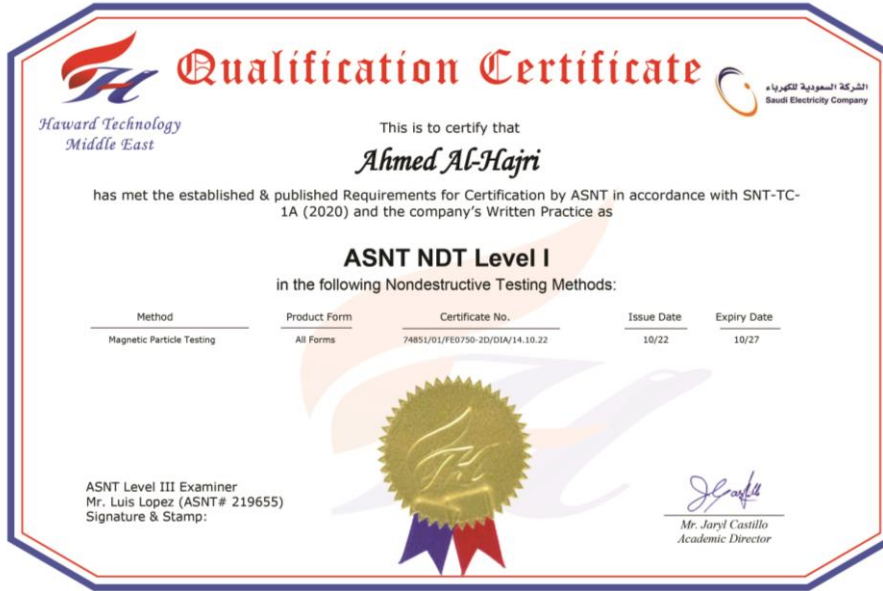 Qualification Certificate
Haward Technology
Middle East
الشركة السعودية للكهرباء
Saudi Electricity Company
This is to certify that
Ahmed Al-Hajri
has met the established & published Requirements for Certification by ASNT in accordance with SNT-TC-
1A (2020) and the company's Written Practice as
ASNT NDT Level I
in the following Nondestructive Testing Methods:
Method Product Form Certificate No. Issue Date Expiry Date
Magnetic Particle Testing All Forms 74851/01/FE0750-2D/DIA/14.10.22 10/22 10/27
ASNT Level III Examiner
Mr. Luis Lopez (ASNT# 219655)
Signature & Stamp:
Mr. Jaryl Castillo
Academic Director